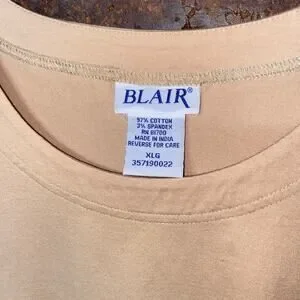 BLAIR®
97% COTTON
3% SPANDEX
RN 81700
MADE IN INDIA
REVERSE FOR CARE
XLG
357190022